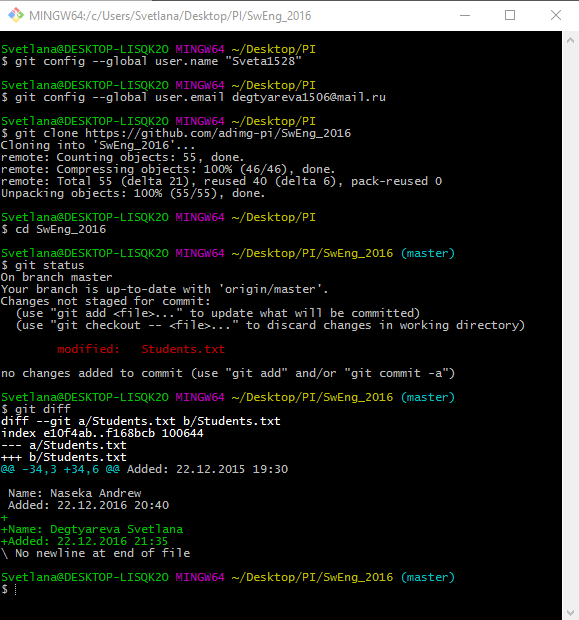 MINGW64:/c/Users/Svetlana/Desktop/PI/SwEng_2016
Svetlana@DESKTOP-LISQK2O MINGW64 ~/Desktop/PI
$ git config --global user.name "Sveta1528"
Svetlana@DESKTOP-LISQK2O MINGW64 ~/Desktop/PI
$ git config --global user.email degtyareva1506@mail.ru
Svetlana@DESKTOP-LISQK2O MINGW64 ~/Desktop/PI
$ git clone https://github.com/adimg-pi/SwEng_2016
Cloning into 'SwEng_2016'...
remote: Counting objects: 55, done.
remote: Compressing objects: 100% (46/46), done.
remote: Total 55 (delta 21), reused 40 (delta 6), pack-reused 0
Unpacking objects: 100% (55/55), done.
Svetlana@DESKTOP-LISQK2O MINGW64 ~/Desktop/PI
$ cd SwEng_2016
Svetlana@DESKTOP-LISQK2O MINGW64 ~/Desktop/PI/SwEng_2016 (master)
$ git status
On branch master
Your branch is up-to-date with 'origin/master'.
Changes not staged for commit:
  (use "git add <file>..." to update what will be committed)
  (use "git checkout -- <file>..." to discard changes in working directory)
        modified:   Students.txt
no changes added to commit (use "git add" and/or "git commit -a")
Svetlana@DESKTOP-LISQK2O MINGW64 ~/Desktop/PI/SwEng_2016 (master)
$ git diff
diff --git a/Students.txt b/Students.txt
index e10f4ab..f168bcb 100644
--- a/Students.txt
+++ b/Students.txt
@@ -34,3 +34,6 @@ Added: 22.12.2015 19:30
 Name: Naseka Andrew
 Added: 22.12.2016 20:40
+
+Name: Degtyareva Svetlana
+Added: 22.12.2016 21:35
\ No newline at end of file
Svetlana@DESKTOP-LISQK2O MINGW64 ~/Desktop/PI/SwEng_2016 (master)
$